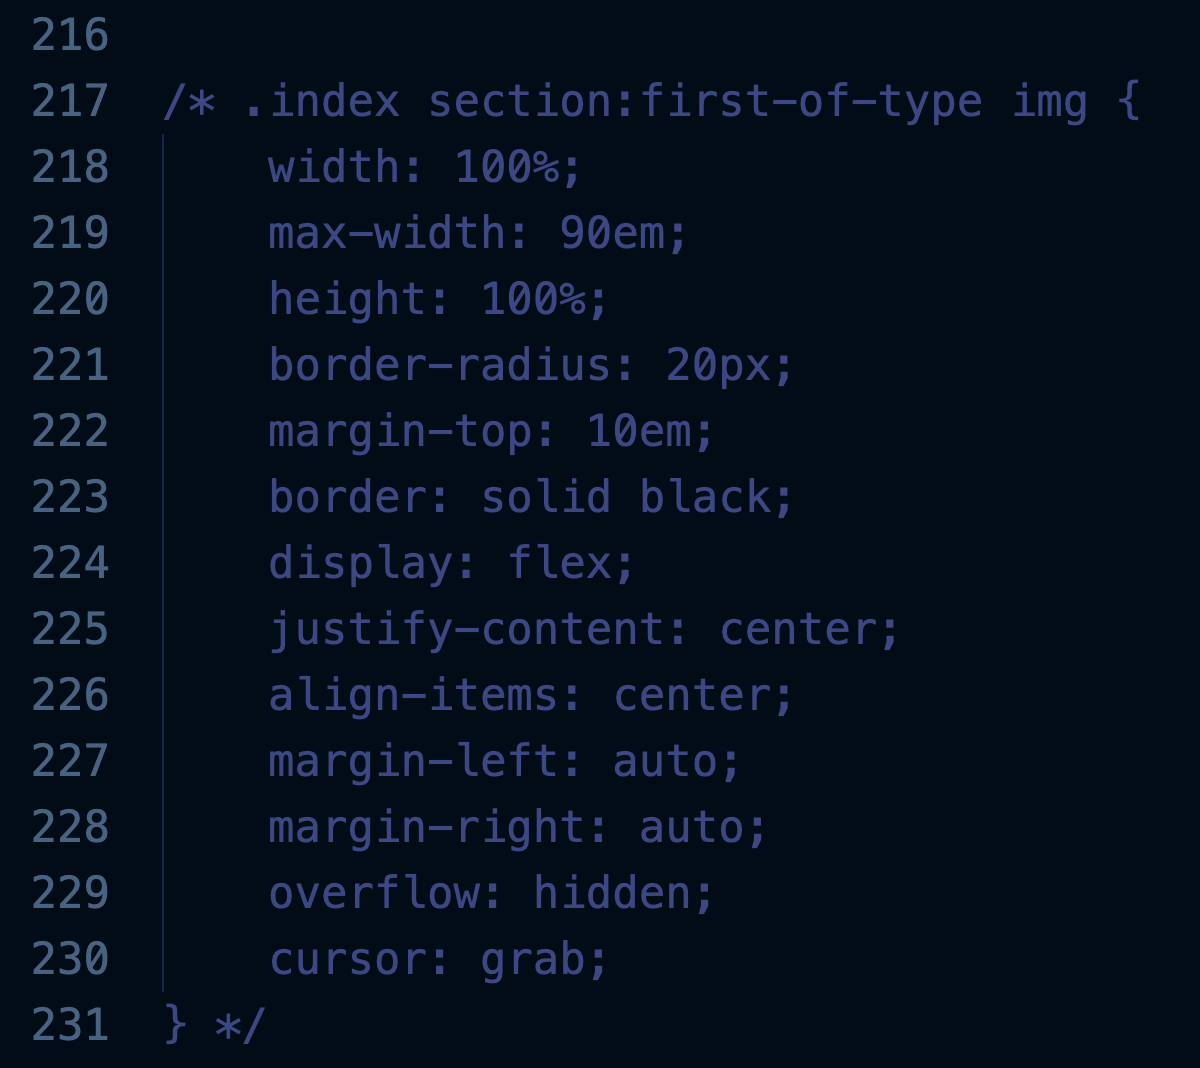 216
217 /* .index section:first-of-type img {
218     width: 100%;
219     max-width: 90em;
220     height: 100%;
221     border-radius: 20px;
222     margin-top: 10em;
223     border: solid black;
224     display: flex;
225     justify-content: center;
226     align-items: center;
227     margin-left: auto;
228     margin-right: auto;
229     overflow: hidden;
230     cursor: grab;
231 } */